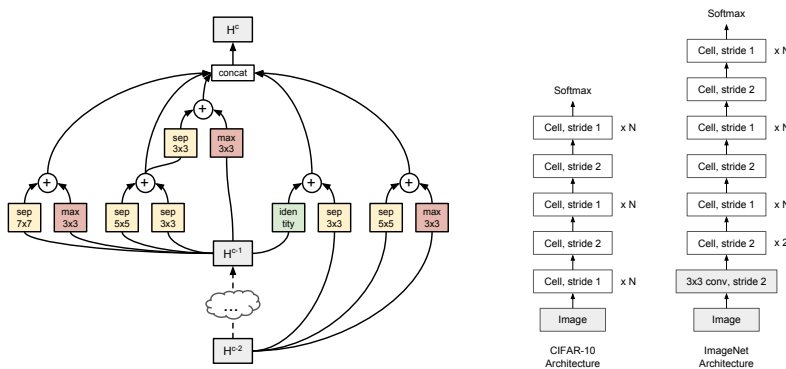 H^c
concat
+
sep 3x3
max 3x3
+
+
+
+
sep 7x7
max 3x3
sep 5x5
sep 3x3
iden tity
sep 3x3
sep 5x5
max 3x3
H^c-1
...
H^c-2
Softmax
Cell, stride 1 x N
Cell, stride 2
Cell, stride 1 x N
Cell, stride 2
Cell, stride 1 x N
Image
CIFAR-10
Architecture
Softmax
Cell, stride 1 x N
Cell, stride 2
Cell, stride 1 x N
Cell, stride 2
Cell, stride 1 x N
Cell, stride 2 x 2
3x3 conv, stride 2
Image
ImageNet
Architecture